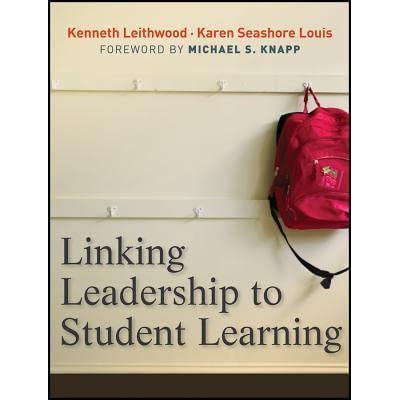 Kenneth Leithwood · Karen Seashore Louis
FOREWORD BY MICHAEL S. KNAPP
Linking
Leadership to
Student Learning